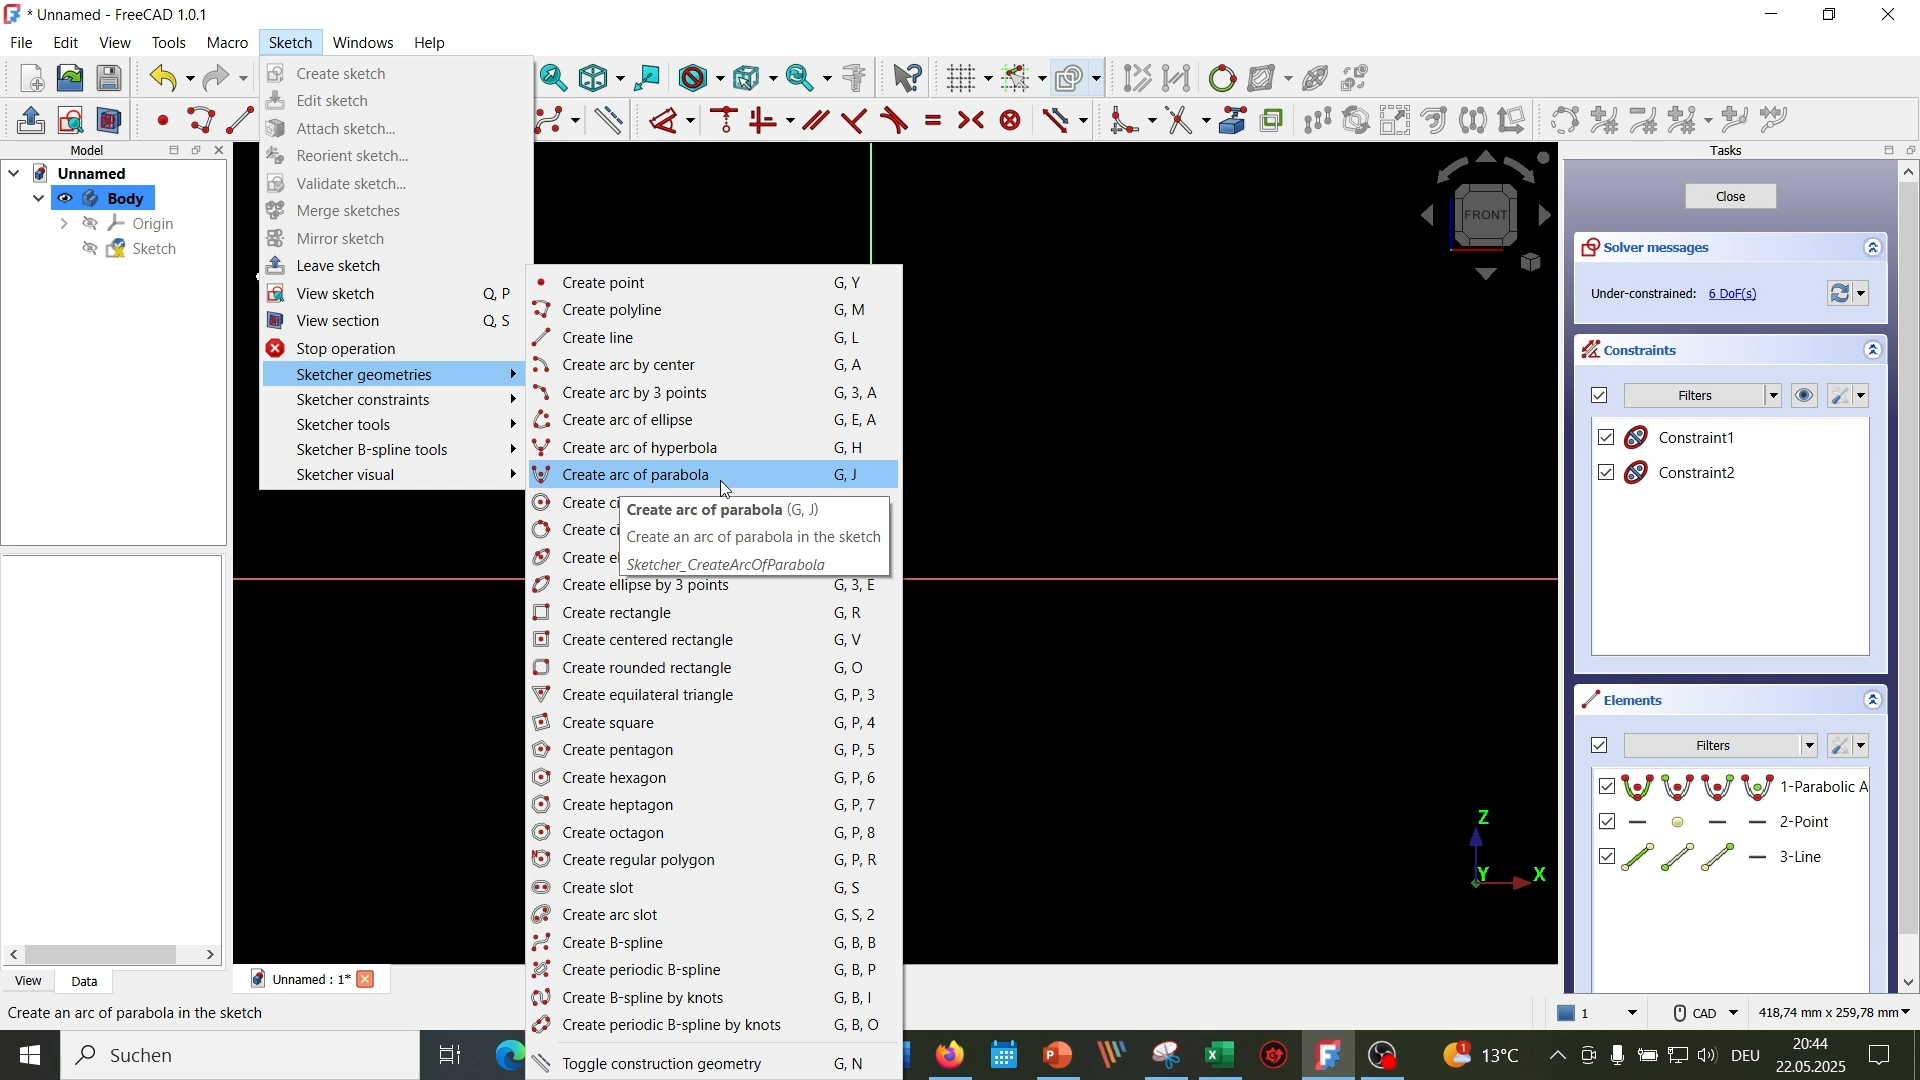 * Unnamed - FreeCAD 1.0.1
File Edit View Tools Macro Sketch Windows Help
Model
Unnamed
Body
Origin
Sketch
View
Data
Create an arc of parabola in the sketch
Create sketch
Edit sketch
Attach sketch...
Reorient sketch...
Validate sketch...
Merge sketches
Mirror sketch
Leave sketch
View sketch Q, P
View section Q, S
Stop operation
Sketcher geometries
Sketcher constraints
Sketcher tools
Sketcher B-spline tools
Sketcher visual
Create point G, Y
Create polyline G, M
Create line G, L
Create arc by center G, A
Create arc by 3 points G, 3, A
Create arc of ellipse G, E, A
Create arc of hyperbola G, H
Create arc of parabola G, J
Create ci
Create ci
Create el
Create arc of parabola (G, J)
Create an arc of parabola in the sketch
Sketcher_CreateArcOfParabola
Create ellipse by 3 points G, 3, E
Create rectangle G, R
Create centered rectangle G, V
Create rounded rectangle G, O
Create equilateral triangle G, P, 3
Create square G, P, 4
Create pentagon G, P, 5
Create hexagon G, P, 6
Create heptagon G, P, 7
Create octagon G, P, 8
Create regular polygon G, P, R
Create slot G, S
Create arc slot G, S, 2
Create B-spline G, B, B
Create periodic B-spline G, B, P
Create B-spline by knots G, B, I
Create periodic B-spline by knots G, B, O
Toggle construction geometry G, N
Unnamed : 1*
FRONT
Z
Y
X
Tasks
Close
Solver messages
Under-constrained: 6 DoF(s)
Constraints
Filters
Constraint1
Constraint2
Elements
Filters
1-Parabolic A
2-Point
3-Line
1
CAD
418,74 mm x 259,78 mm
Suchen
1
13°C
DEU
20:44
22.05.2025